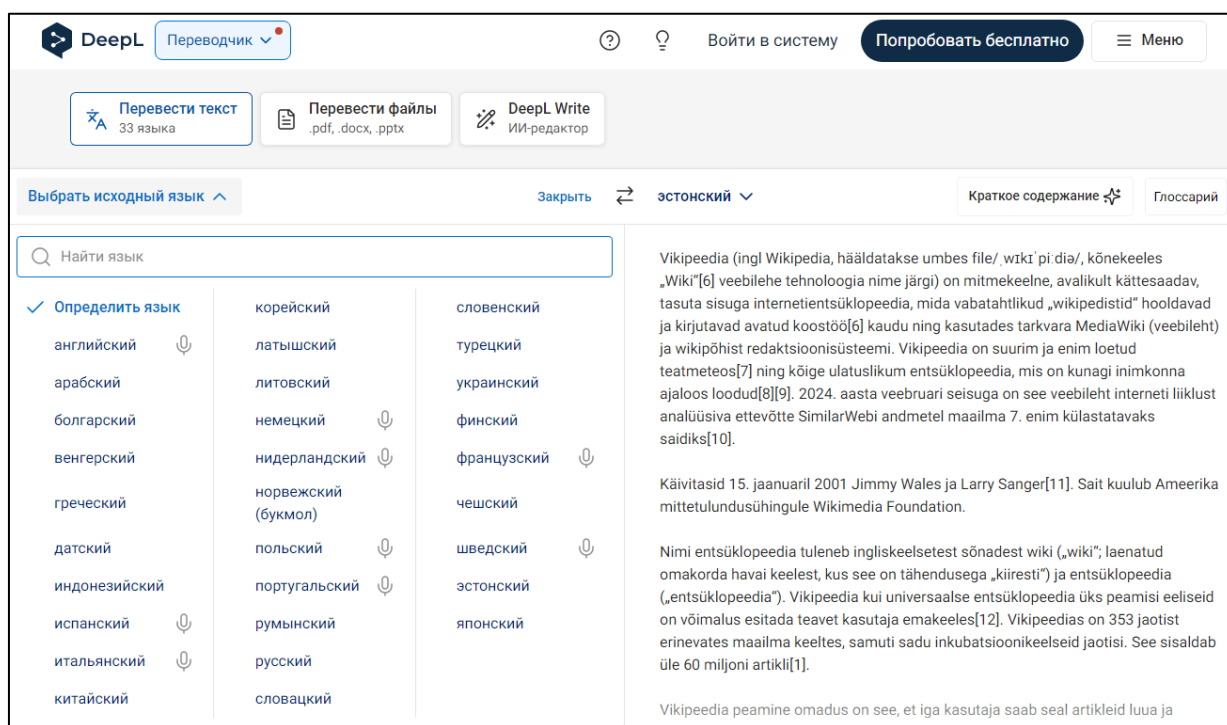 DeepL
Переводчик
Войти в систему
Попробовать бесплатно
Меню
Перевести текст
33 языка
Перевести файлы
.pdf, .docx, .pptx
DeepL Write
ИИ-редактор
Выбрать исходный язык
Закрыть
эстонский
Краткое содержание
Глоссарий
Найти язык
Определить язык
английский
арабский
болгарский
венгерский
греческий
датский
индонезийский
испанский
итальянский
китайский
корейский
латышский
литовский
немецкий
нидерландский
норвежский
(букмол)
польский
португальский
румынский
русский
словацкий
словенский
турецкий
украинский
финский
французский
чешский
шведский
эстонский
японский
Vikipeedia (ingl Wikipedia, hääldatakse umbes file/ˌwɪkɪˈpiːdiə/, kõnekeeles
„Wiki“[6] veebilehe tehnoloogia nime järgi) on mitmekeelne, avalikult kättesaadav,
tasuta sisuga internetientsüklopeedia, mida vabatahtlikud „wikipedistid“ hooldavad
ja kirjutavad avatud koostöö[6] kaudu ning kasutades tarkvara MediaWiki (veebileht)
ja wikipõhist redaktsioonisüsteemi. Vikipeedia on suurim ja enim loetud
teatmeteos[7] ning kõige ulatuslikum entsüklopeedia, mis on kunagi inimkonna
ajaloos loodud[8][9]. 2024. aasta veebruari seisuga on see veebileht interneti liiklust
analüüsiva ettevõtte SimilarWebi andmetel maailma 7. enim külastatavaks
saidiks[10].
Käivitasid 15. jaanuaril 2001 Jimmy Wales ja Larry Sanger[11]. Sait kuulub Ameerika
mittetulundusühingule Wikimedia Foundation.
Nimi entsüklopeedia tuleneb ingliskeelsetest sõnadest wiki („wiki“; laenatud
omakorda havai keelest, kus see on tähendusega „kiiresti“) ja entsüklopeedia
(„entsüklopeedia“). Vikipeedia kui universaalse entsüklopeedia üks peamisi eeliseid
on võimalus esitada teavet kasutaja emakeeles[12]. Vikipeedias on 353 jaotist
erinevates maailma keeltes, samuti sadu inkubatsioonikeelseid jaotisi. See sisaldab
üle 60 miljoni artikli[1].
Vikipeedia peamine omadus on see, et iga kasutaja saab seal artikleid luua ja